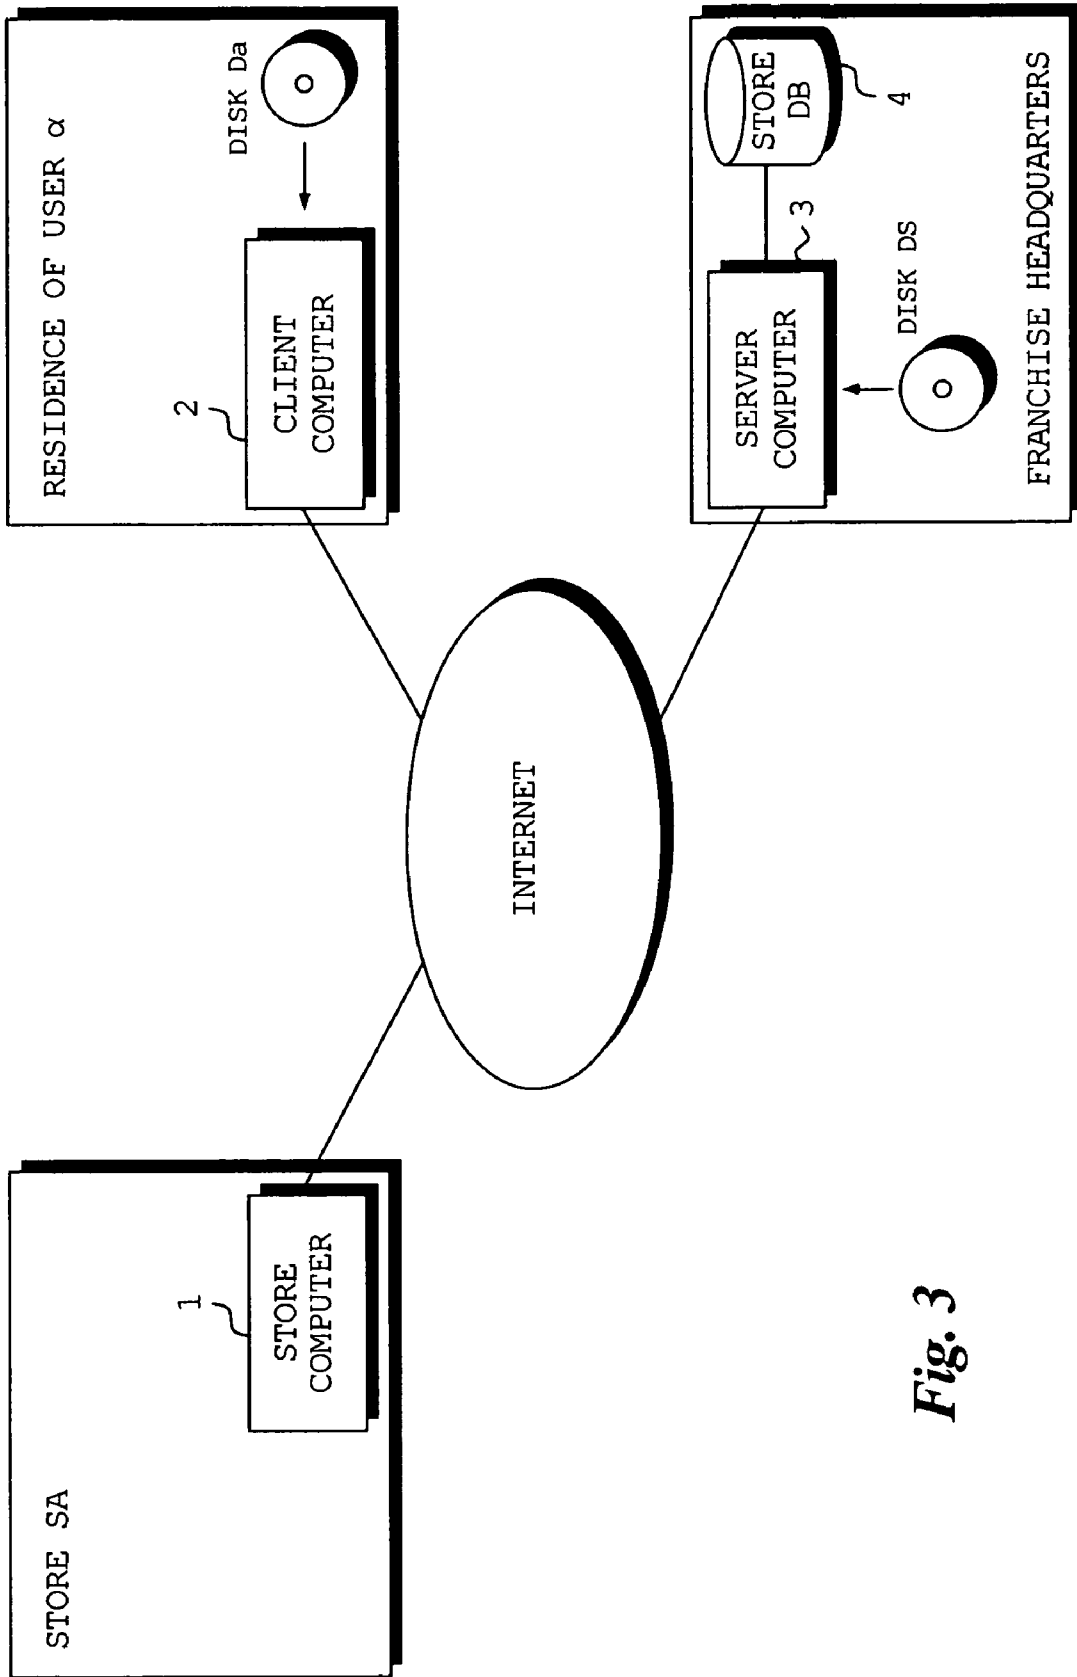 STORE SA
1
STORE
COMPUTER
INTERNET
RESIDENCE OF USER α
2
CLIENT
COMPUTER
DISK Da
SERVER
COMPUTER
3
STORE
DB
4
DISK DS
FRANCHISE HEADQUARTERS
Fig. 3